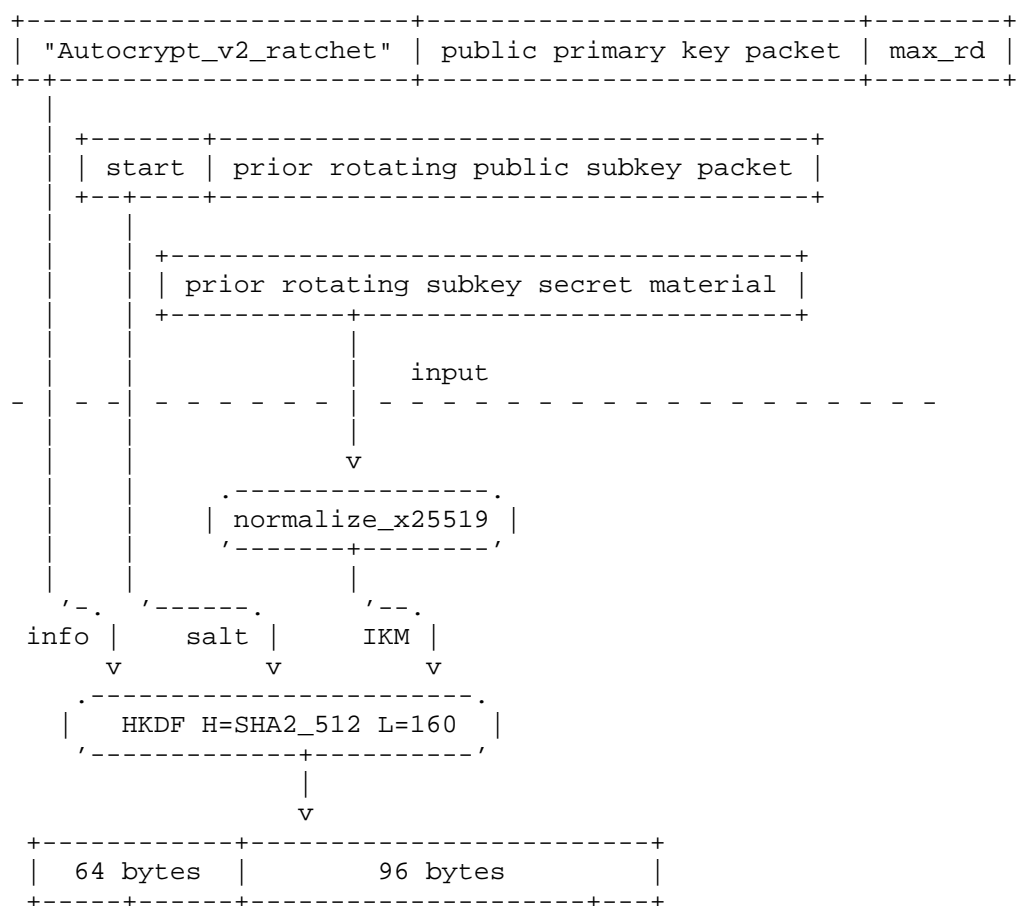 "Autocrypt_v2_ratchet" | public primary key packet | max_rd
start | prior rotating public subkey packet
prior rotating subkey secret material
input
normalize_x25519
info salt IKM
HKDF H=SHA2_512 L=160
64 bytes | 96 bytes